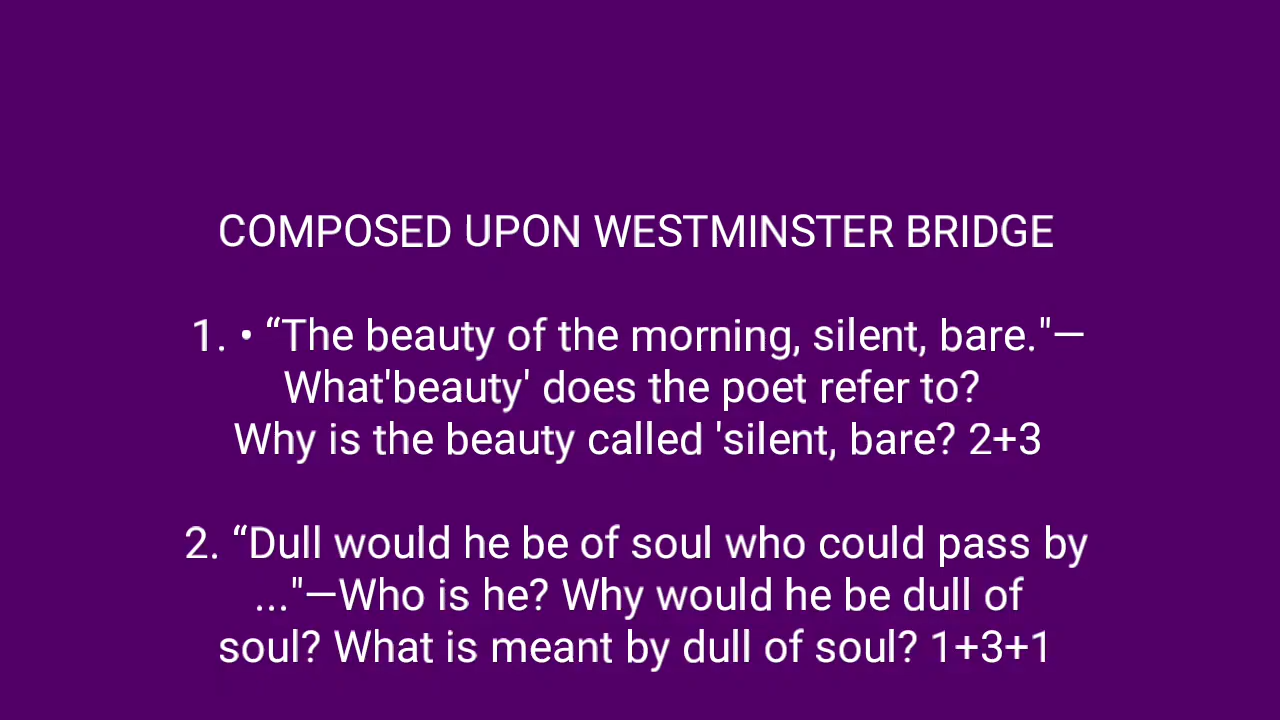 COMPOSED UPON WESTMINSTER BRIDGE
1. • “The beauty of the morning, silent, bare."—
What'beauty' does the poet refer to?
Why is the beauty called 'silent, bare? 2+3
2. “Dull would he be of soul who could pass by
..."—Who is he? Why would he be dull of
soul? What is meant by dull of soul? 1+3+1